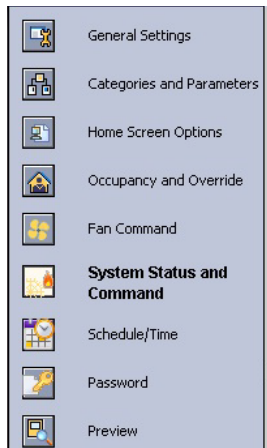 General Settings
Categories and Parameters
Home Screen Options
Occupancy and Override
Fan Command
System Status and
Command
Schedule/Time
Password
Preview